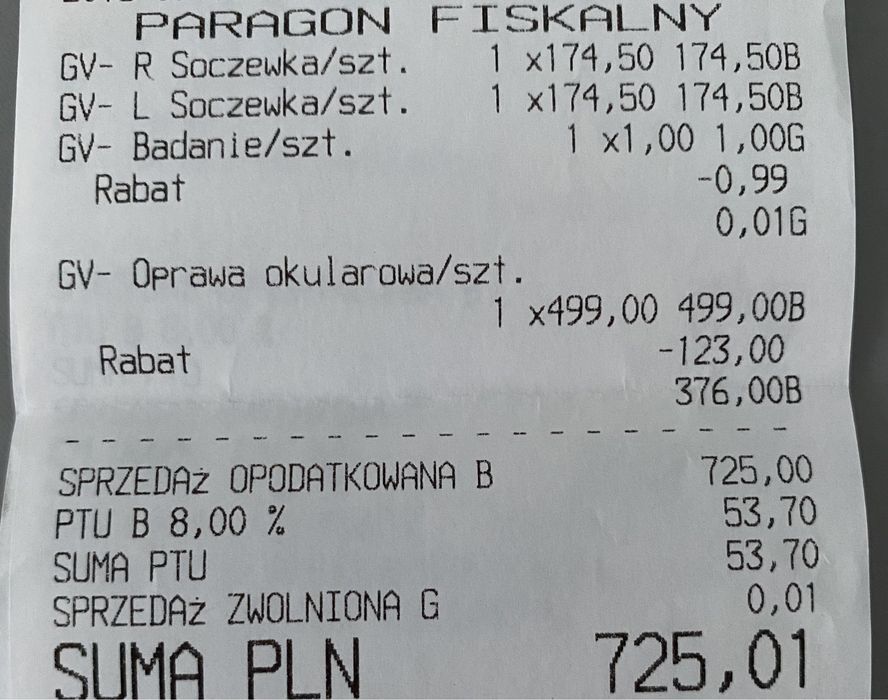 PARAGON FISKALNY
GV- R Soczewka/szt. 1 x174,50 174,50B
GV- L Soczewka/szt. 1 x174,50 174,50B
GV- Badanie/szt. 1 x1,00 1,00G
Rabat -0,99
0,01G
GV- Oprawa okularowa/szt.
1 x499,00 499,00B
Rabat -123,00
376,00B
- - - - - - - - - - - - - - - - - - - -
SPRZEDAż OPODATKOWANA B 725,00
PTU B 8,00 % 53,70
SUMA PTU 53,70
SPRZEDAż ZWOLNIONA G 0,01
SUMA PLN 725,01